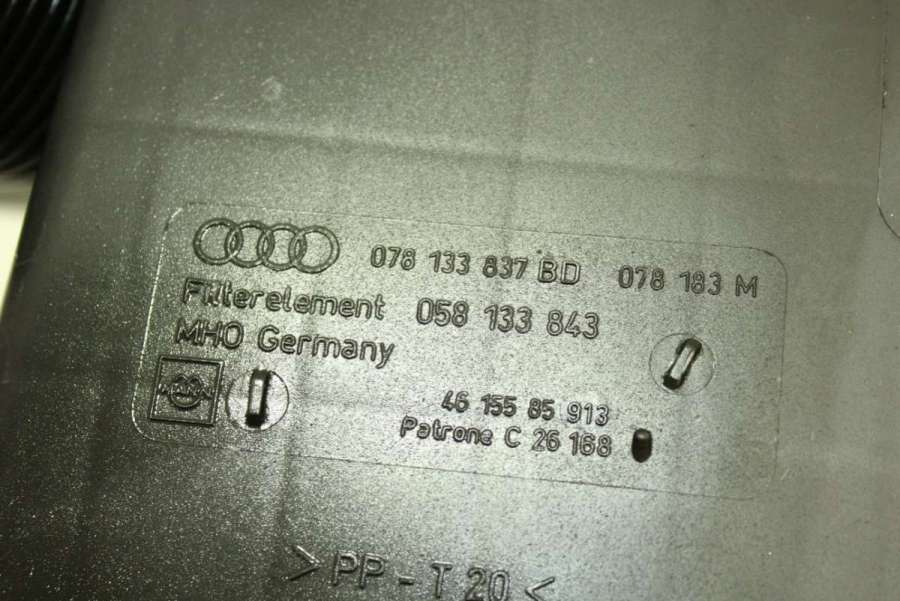 078 133 837 BD 078 183 M
Filterelement 058 133 843
MHO Germany
46 155 85 913
Patrone C 26 168
>PP-T20<